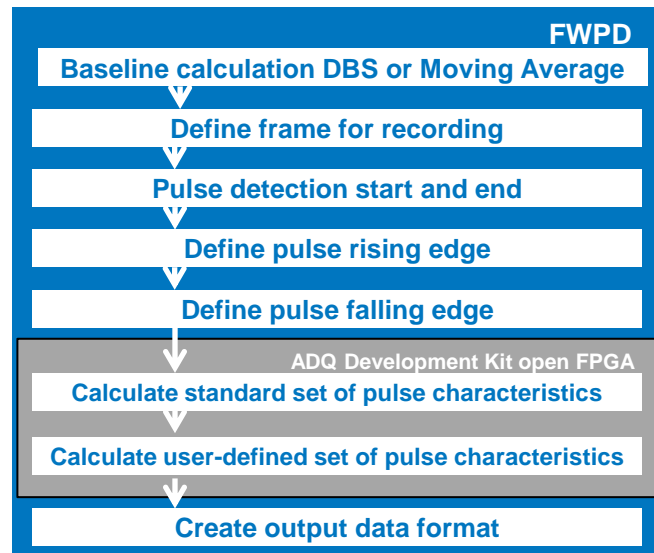 FWPD
Baseline calculation DBS or Moving Average
Define frame for recording
Pulse detection start and end
Define pulse rising edge
Define pulse falling edge
ADQ Development Kit open FPGA
Calculate standard set of pulse characteristics
Calculate user-defined set of pulse characteristics
Create output data format